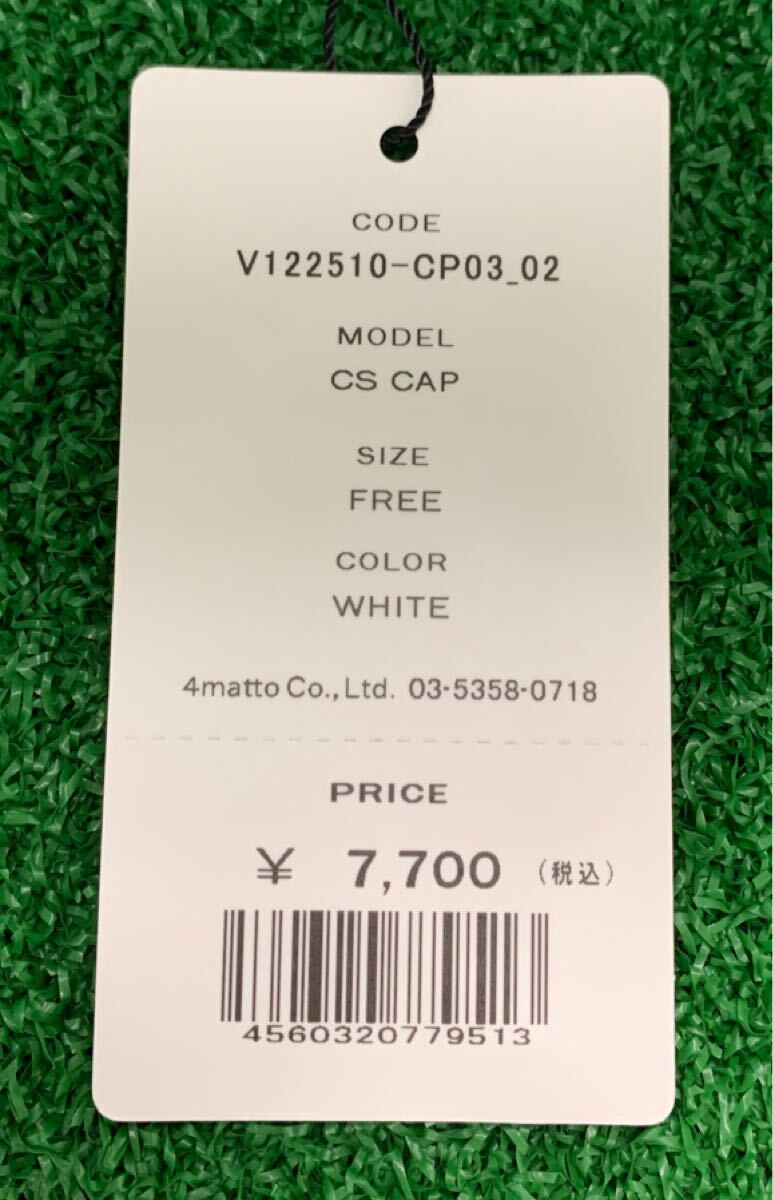 CODE
V122510-CP03_02
MODEL
CS CAP
SIZE
FREE
COLOR
WHITE
4matto Co., Ltd. 03-5358-0718
PRICE
¥ 7,700 (税込)
4560320779513